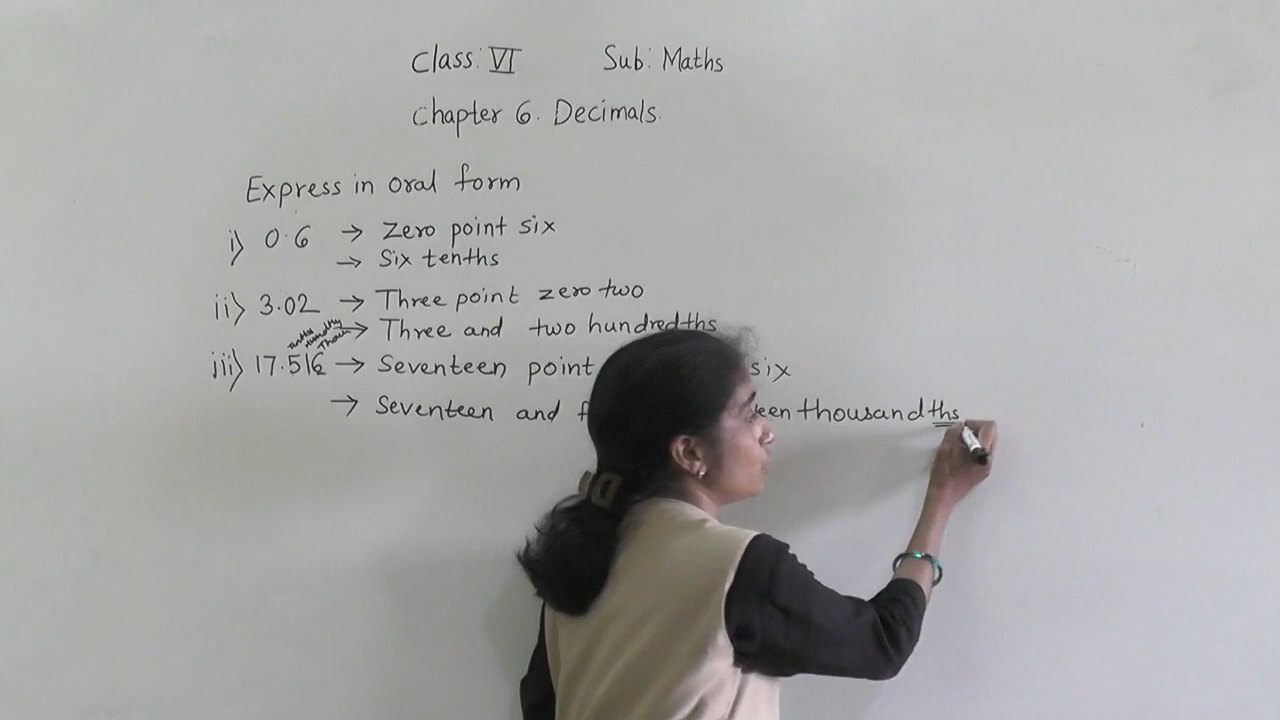 Class: VI Sub: Maths
Chapter 6. Decimals.
Express in oral form
i) 0.6 → Zero point six
→ Six tenths
ii) 3.02 → Three point zero two
→ Three and two hundredths
iii) 17.516 → Seventeen point six
→ Seventeen and f een thousandths